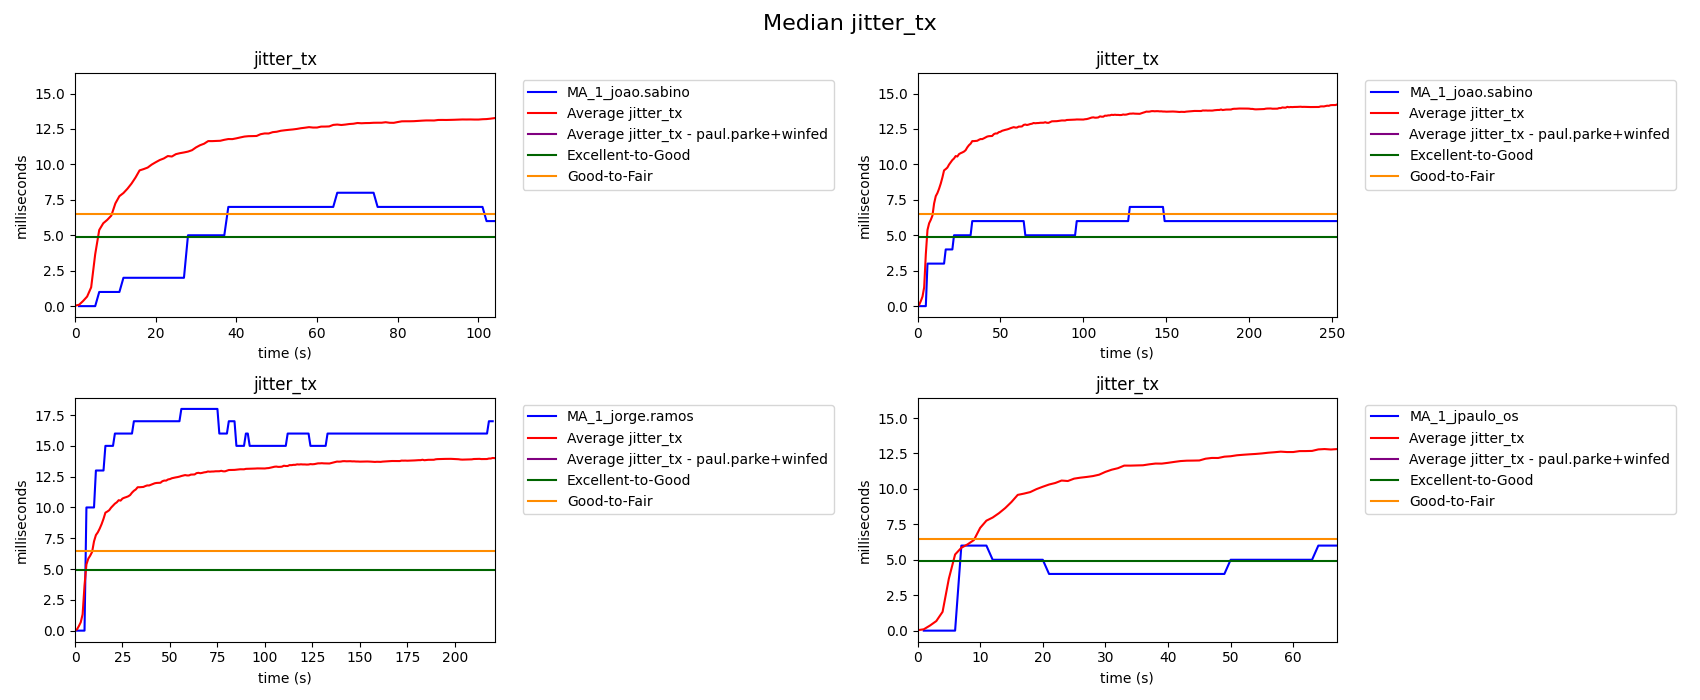 Median jitter_tx
jitter_tx
milliseconds
15.0
12.5
10.0
7.5
5.0
2.5
0.0
0 20 40 60 80 100
time (s)
MA_1_joao.sabino
Average jitter_tx
Average jitter_tx - paul.parke+winfed
Excellent-to-Good
Good-to-Fair
jitter_tx
milliseconds
15.0
12.5
10.0
7.5
5.0
2.5
0.0
0 50 100 150 200 250
time (s)
MA_1_joao.sabino
Average jitter_tx
Average jitter_tx - paul.parke+winfed
Excellent-to-Good
Good-to-Fair
jitter_tx
milliseconds
17.5
15.0
12.5
10.0
7.5
5.0
2.5
0.0
0 25 50 75 100 125 150 175 200
time (s)
MA_1_jorge.ramos
Average jitter_tx
Average jitter_tx - paul.parke+winfed
Excellent-to-Good
Good-to-Fair
jitter_tx
milliseconds
15.0
12.5
10.0
7.5
5.0
2.5
0.0
0 10 20 30 40 50 60
time (s)
MA_1_jpaulo_os
Average jitter_tx
Average jitter_tx - paul.parke+winfed
Excellent-to-Good
Good-to-Fair